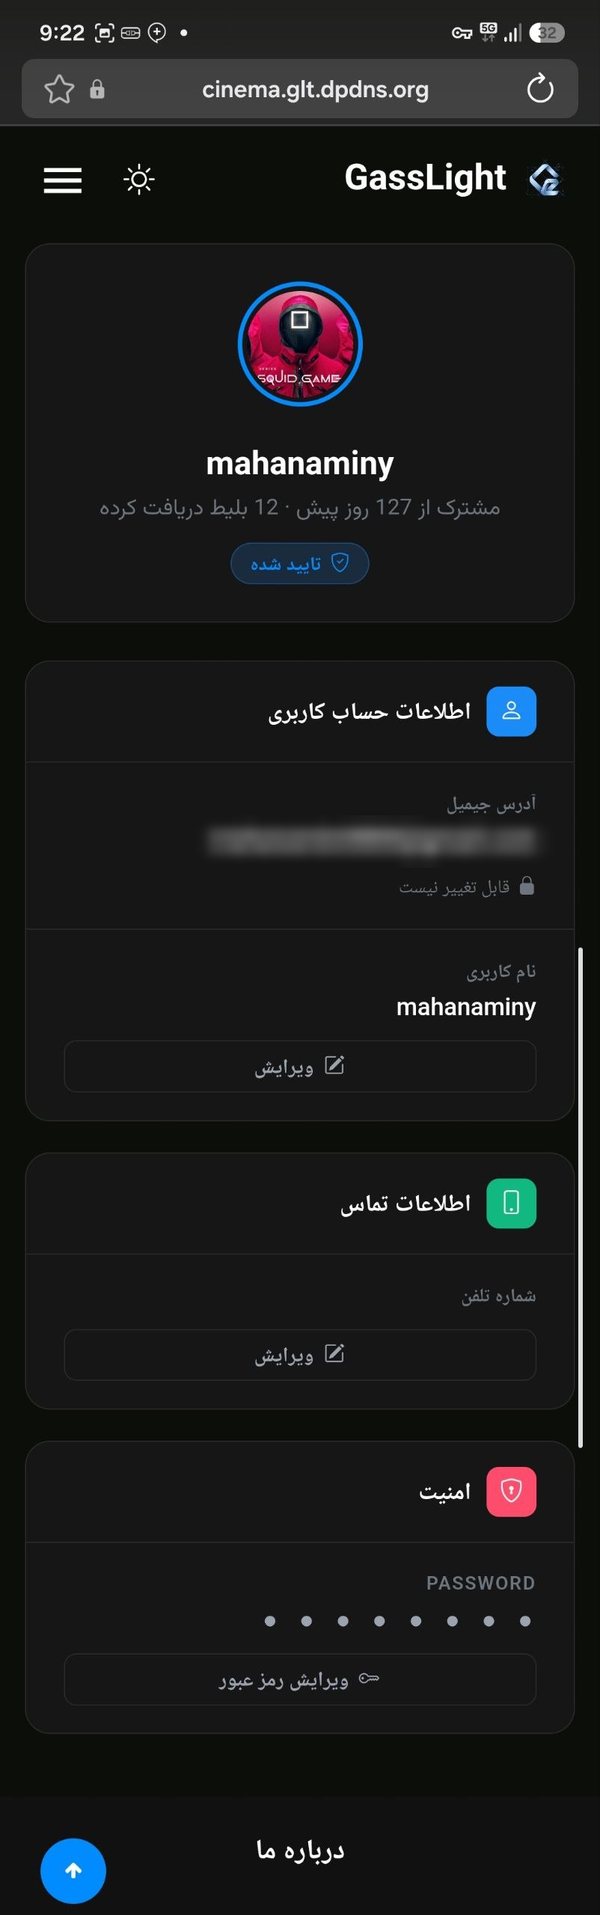 9:22
5G
32
cinema.glt.dpdns.org
GassLight
SERIES
SQUID GAME
mahanaminy
مشترک از 127 روز پیش · 12 بلیط دریافت کرده
تایید شده
اطلاعات حساب کاربری
آدرس جیمیل
قابل تغییر نیست
نام کاربری
mahanaminy
ویرایش
اطلاعات تماس
شماره تلفن
ویرایش
امنیت
PASSWORD
ویرایش رمز عبور
درباره ما